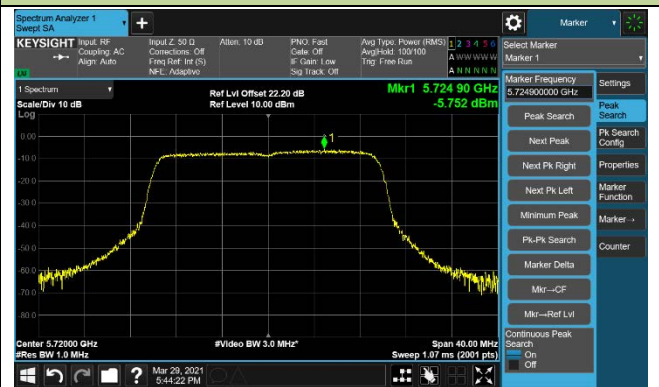 Spectrum Analyzer 1
Swept SA
+
Marker
KEYSIGHT
Input: RF
Coupling: AC
Align: Auto
Input Z: 50 Ω
Corrections: Off
Freq Ref: Int (S)
NFE: Adaptive
Atten: 10 dB
PNO: Fast
Gate: Off
IF Gain: Low
Sig Track: Off
Avg Type: Power (RMS)
Avg|Hold: 100/100
Trig: Free Run
1 2 3 4 5 6
A W W W W W
A N N N N N
LXI
Select Marker
Marker 1
1 Spectrum
Scale/Div 10 dB
Log
Ref Lvl Offset 22.20 dB
Ref Level 10.00 dBm
Mkr1 5.724 90 GHz
-5.752 dBm
1
0.00
-10.0
-20.0
-30.0
-40.0
-50.0
-60.0
-70.0
-80.0
Center 5.72000 GHz
#Res BW 1.0 MHz
#Video BW 3.0 MHz*
Span 40.00 MHz
Sweep 1.07 ms (2001 pts)
Marker Frequency
5.724900000 GHz
Peak Search
Next Peak
Next Pk Right
Next Pk Left
Minimum Peak
Pk-Pk Search
Marker Delta
Mkr→CF
Mkr→Ref Lvl
Continuous Peak
Search
On
Off
Settings
Peak
Search
Pk Search
Config
Properties
Marker
Function
Marker→
Counter
?
Mar 29, 2021
5:44:22 PM